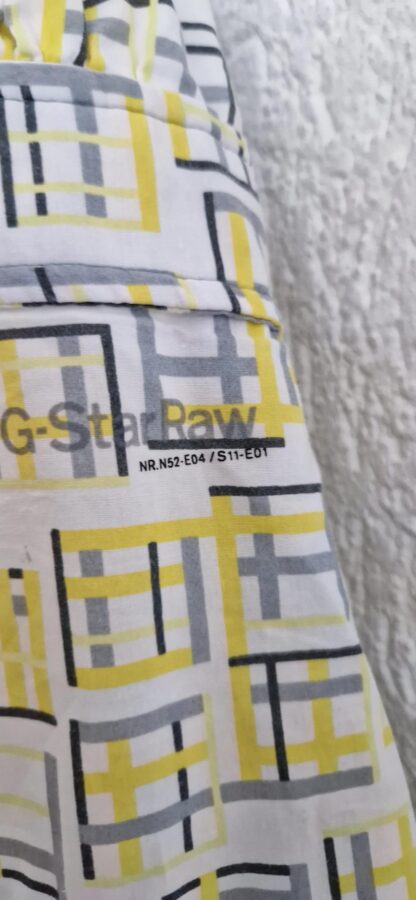 G-Star Raw
NR.N52-E04 / S11-E01